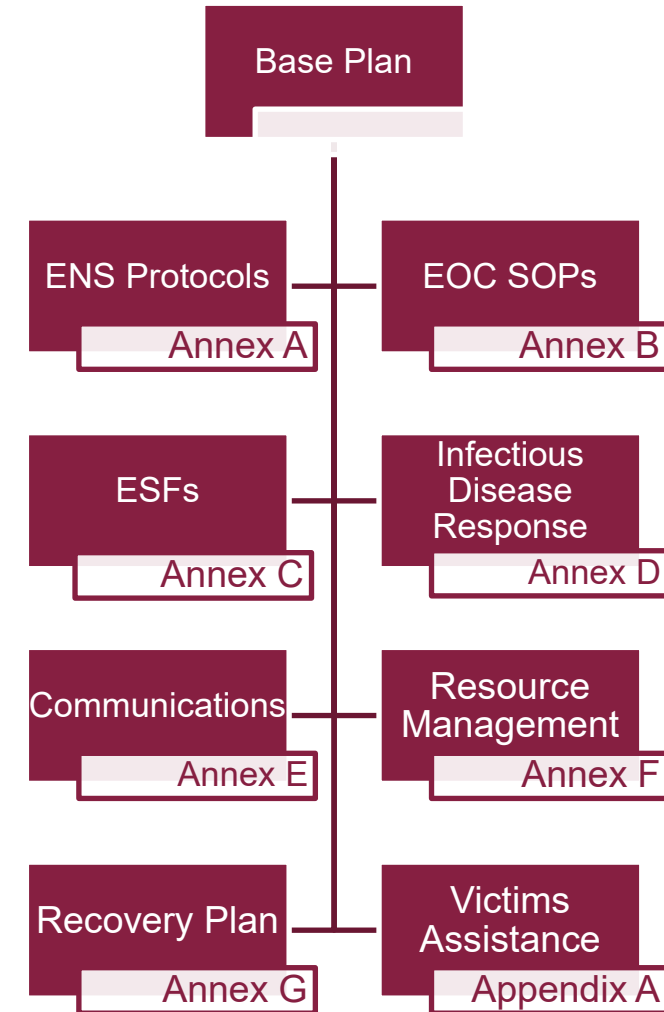 Base Plan
ENS Protocols
Annex A
EOC SOPs
Annex B
ESFs
Annex C
Infectious
Disease
Response
Annex D
Communications
Annex E
Resource
Management
Annex F
Recovery Plan
Annex G
Victims
Assistance
Appendix A